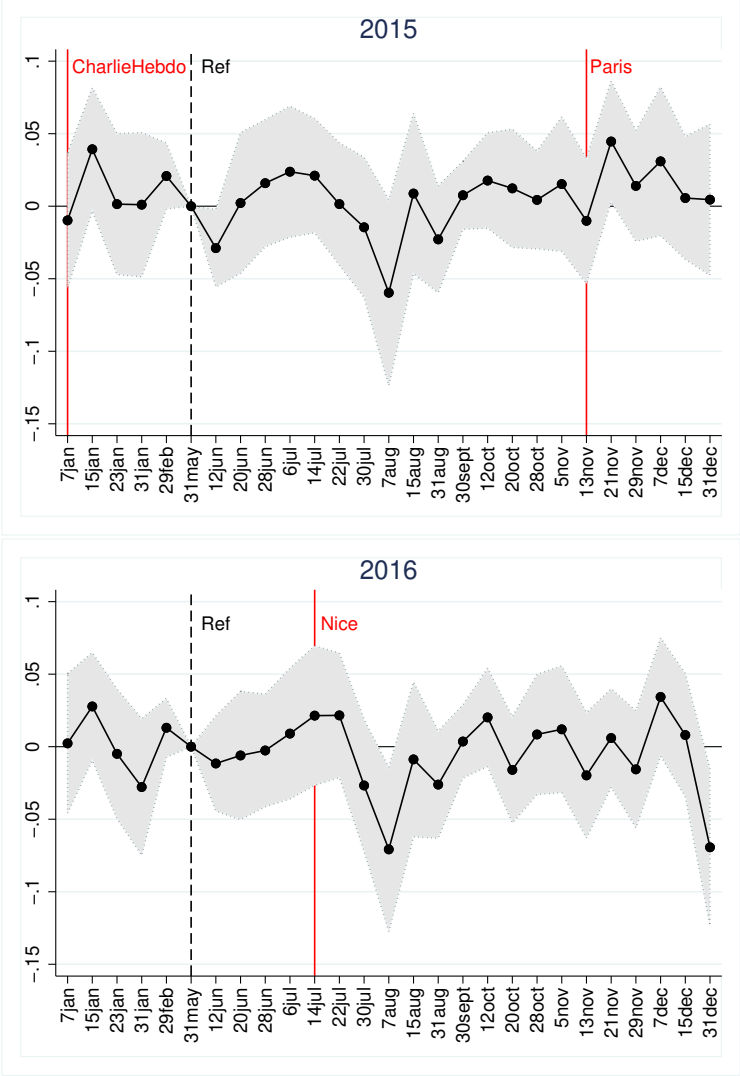 2015
CharlieHebdo
Ref
Paris
.1
.05
0
-.05
-.1
-.15
7jan
15jan
23jan
31jan
29feb
31may
12jun
20jun
28jun
6jul
14jul
22jul
30jul
7aug
15aug
31aug
30sept
12oct
20oct
28oct
5nov
13nov
21nov
29nov
7dec
15dec
31dec
2016
Ref
Nice
.1
.05
0
-.05
-.1
-.15
7jan
15jan
23jan
31jan
29feb
31may
12jun
20jun
28jun
6jul
14jul
22jul
30jul
7aug
15aug
31aug
30sept
12oct
20oct
28oct
5nov
13nov
21nov
29nov
7dec
15dec
31dec